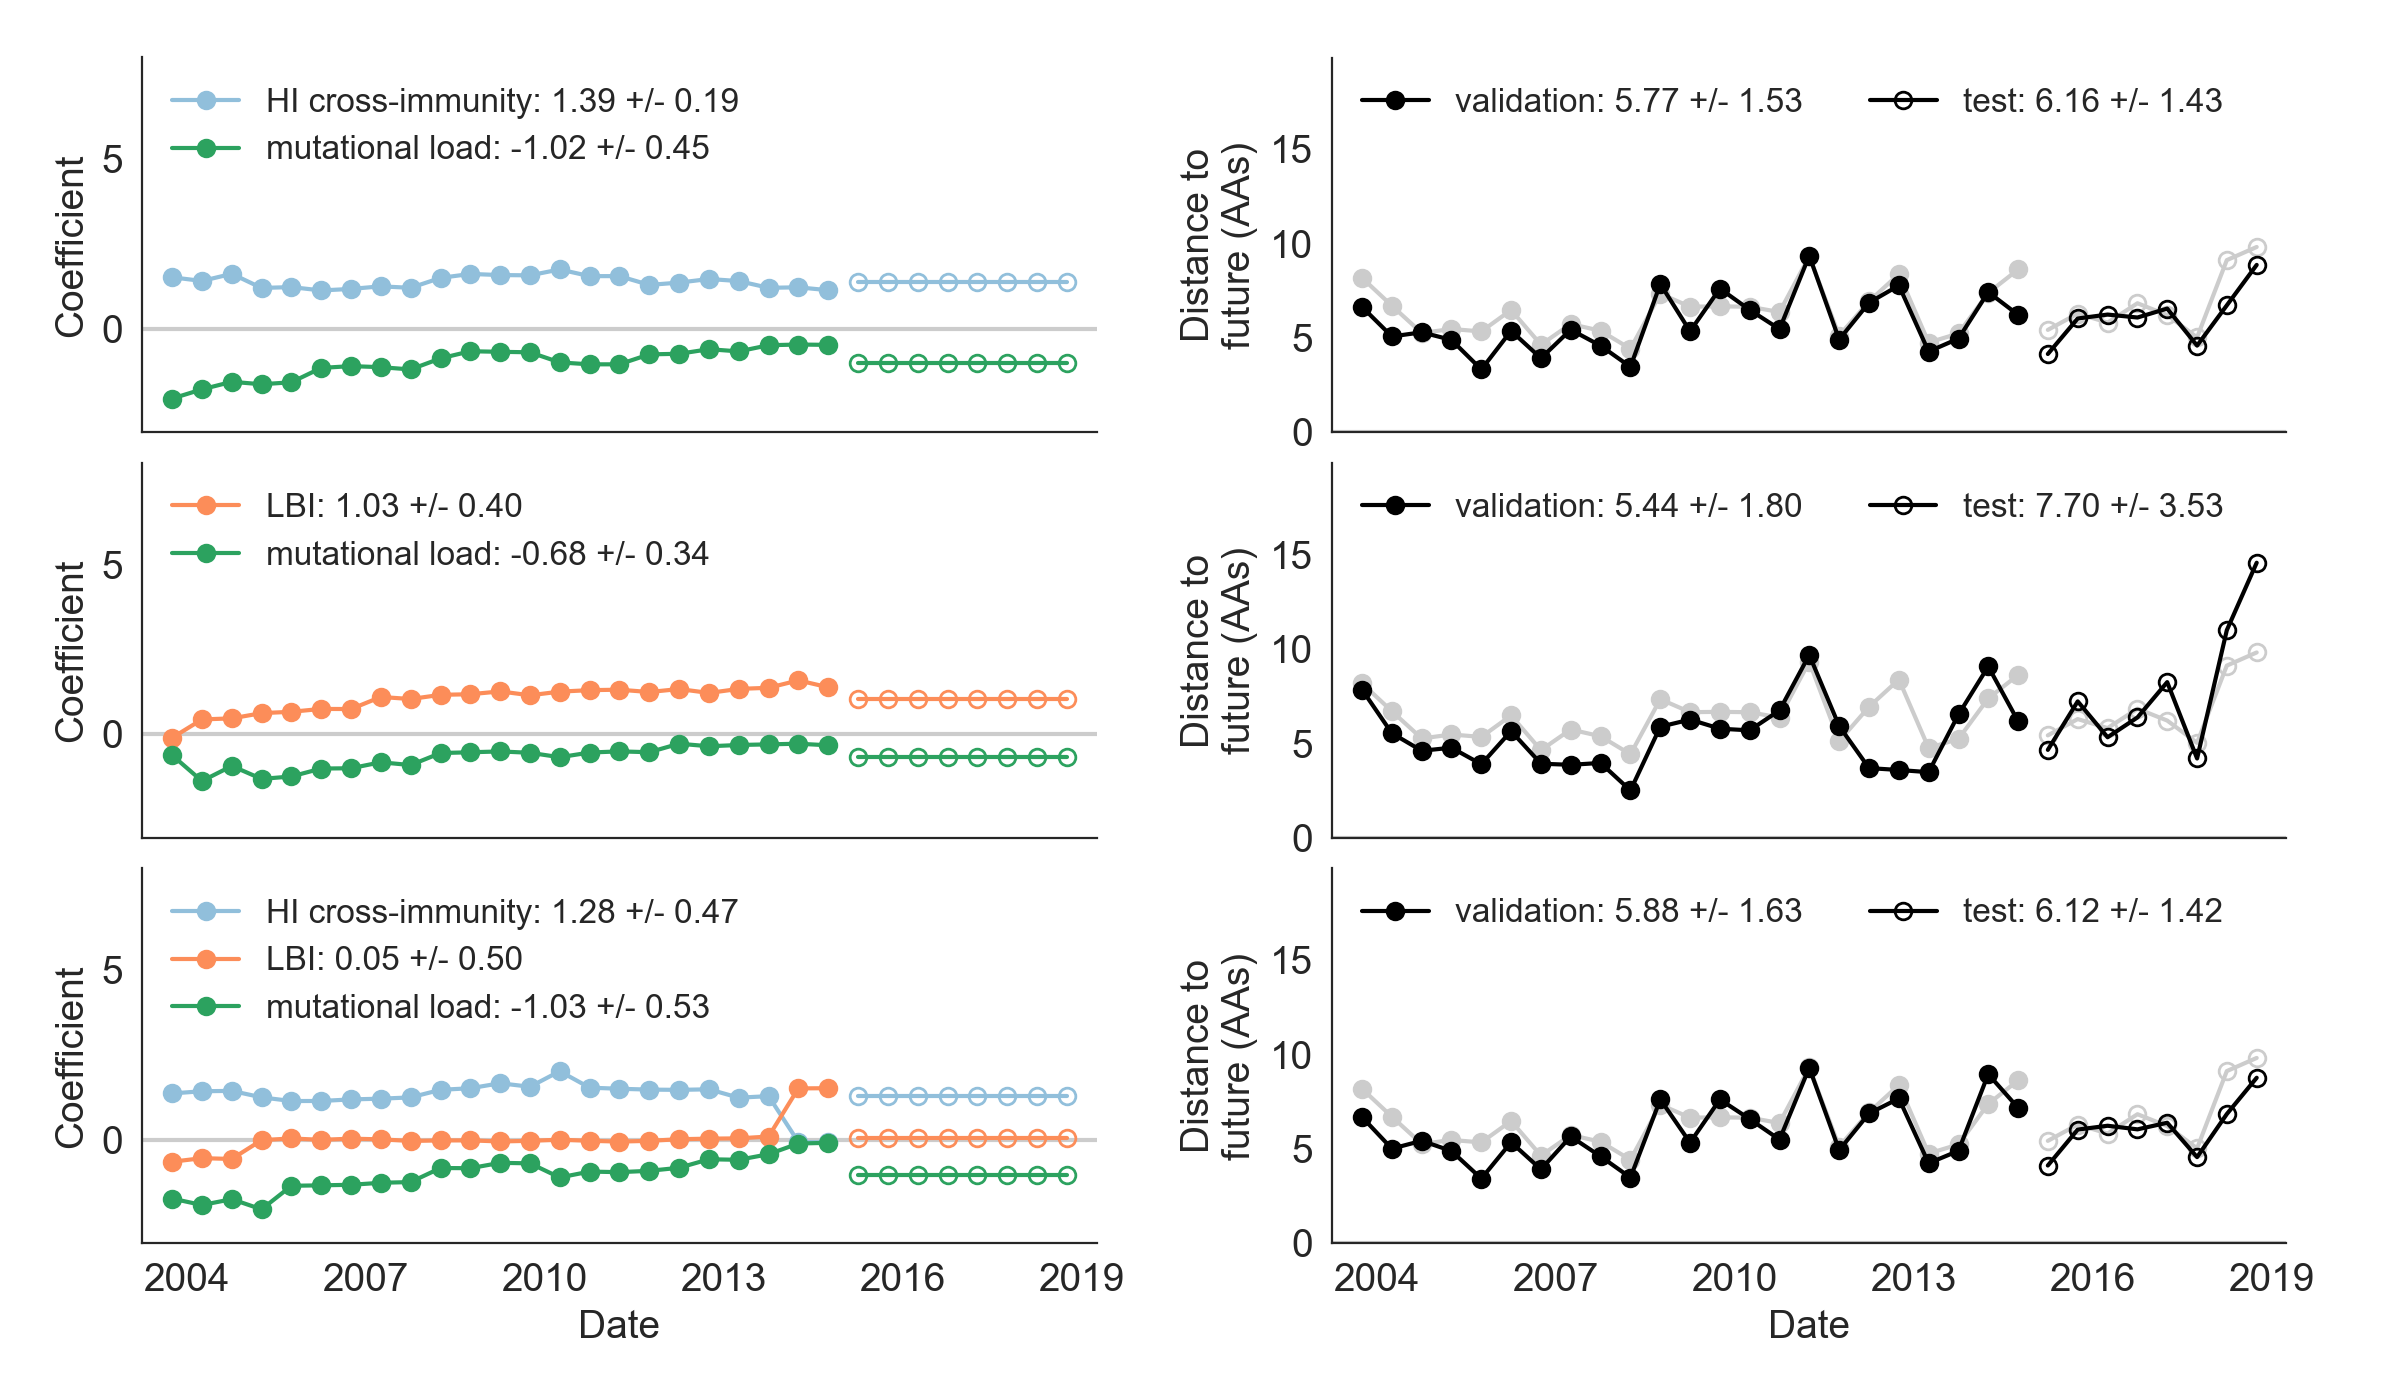 HI cross-immunity: 1.39 +/- 0.19
mutational load: -1.02 +/- 0.45
5
0
Coefficient
validation: 5.77 +/- 1.53
test: 6.16 +/- 1.43
15
10
5
0
Distance to
future (AAs)
LBI: 1.03 +/- 0.40
mutational load: -0.68 +/- 0.34
5
0
Coefficient
validation: 5.44 +/- 1.80
test: 7.70 +/- 3.53
15
10
5
0
Distance to
future (AAs)
HI cross-immunity: 1.28 +/- 0.47
LBI: 0.05 +/- 0.50
mutational load: -1.03 +/- 0.53
5
0
Coefficient
2004 2007 2010 2013 2016 2019
Date
validation: 5.88 +/- 1.63
test: 6.12 +/- 1.42
15
10
5
0
Distance to
future (AAs)
2004 2007 2010 2013 2016 2019
Date